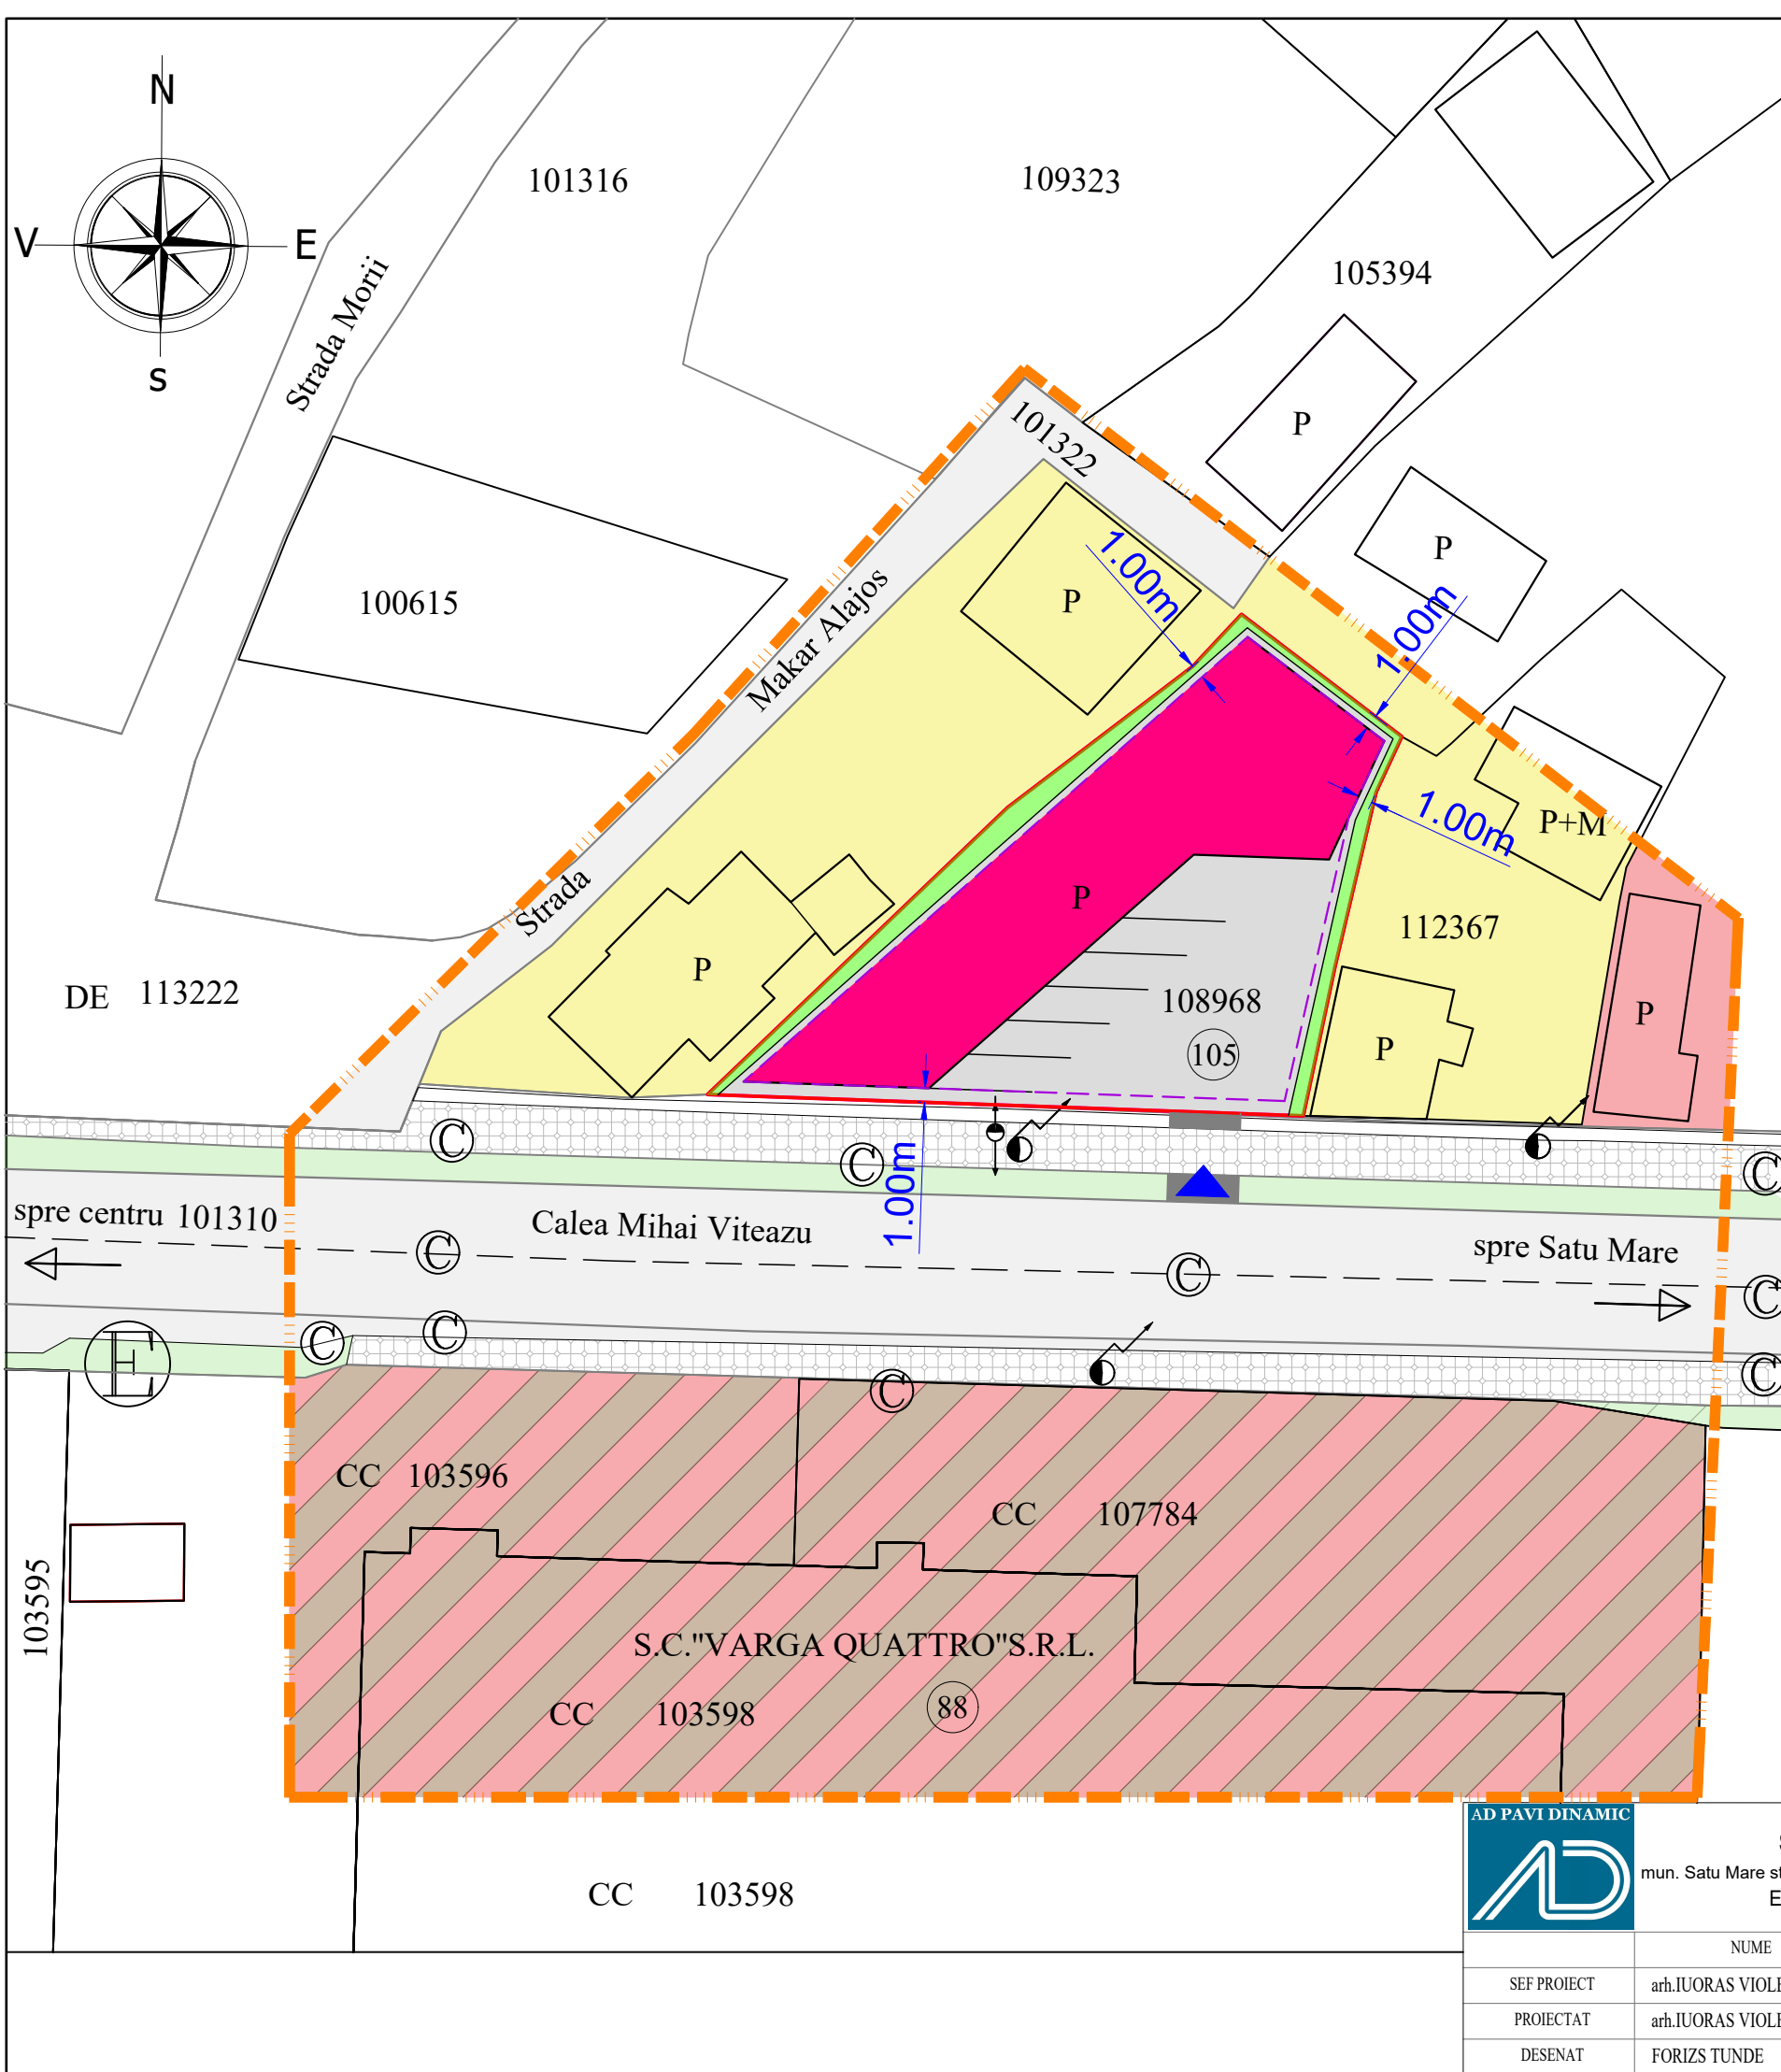 N
V
E
S
Strada Morii
101316
109323
105394
101322
P
P
100615
Makar Alajos
Strada
P
1.00m
1.00m
1.00m
P+M
P
112367
P
108968
105
P
P
DE 113222
C
C
C
1.00m
spre centru 101310
Calea Mihai Viteazu
spre Satu Mare
C
C
C
C
C
C
C
E
CC 103596
CC 107784
103595
S.C."VARGA QUATTRO"S.R.L.
CC 103598
88
CC 103598
AD PAVI DINAMIC
AD
mun. Satu Mare
NUME
SEF PROIECT
arh.IUORAS
PROIECTAT
arh.IUORAS
DESENAT
FORIZS TUNDE